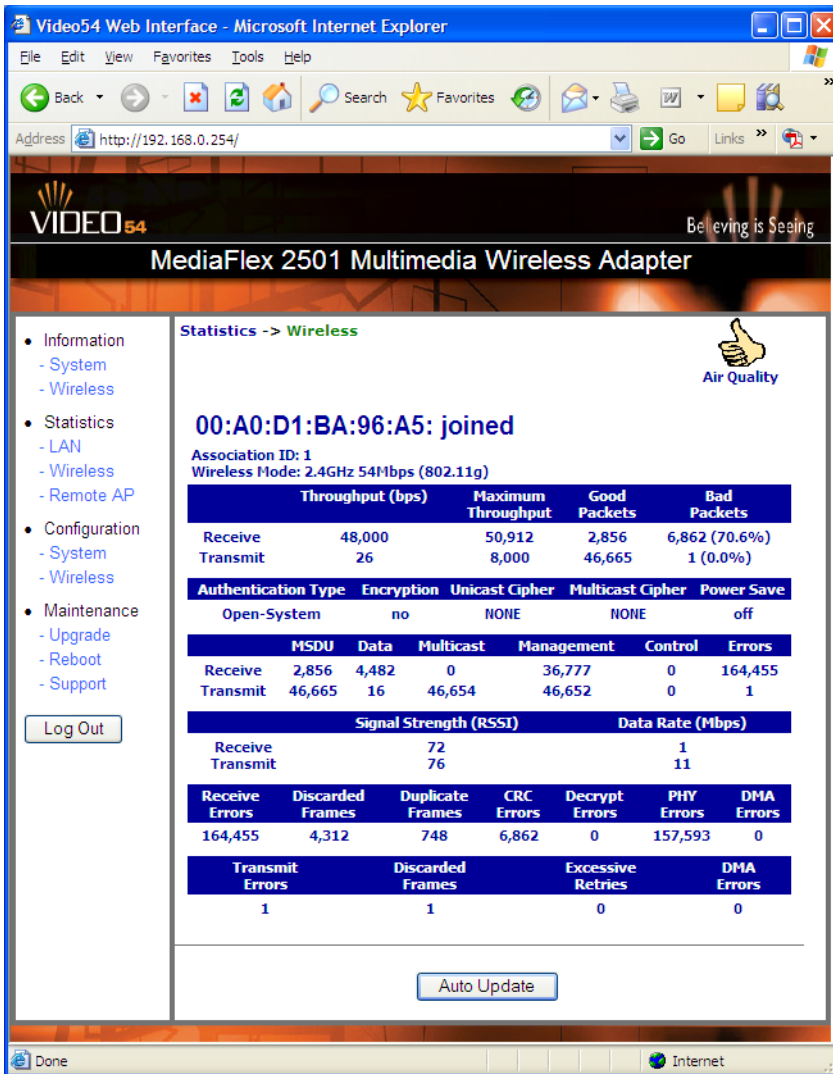 Video54 Web Interface - Microsoft Internet Explorer
File Edit View Favorites Tools Help
Back Search Favorites
Address http://192.168.0.254/ Go Links
VIDEO54
Believing is Seeing
MediaFlex 2501 Multimedia Wireless Adapter
Information
- System
- Wireless
Statistics
- LAN
- Wireless
- Remote AP
Configuration
- System
- Wireless
Maintenance
- Upgrade
- Reboot
- Support
Log Out
Statistics -> Wireless
Air Quality
00:A0:D1:BA:96:A5: joined
Association ID: 1
Wireless Mode: 2.4GHz 54Mbps (802.11g)
Throughput (bps) Maximum Throughput Good Packets Bad Packets
Receive 48,000 50,912 2,856 6,862 (70.6%)
Transmit 26 8,000 46,665 1 (0.0%)
Authentication Type Encryption Unicast Cipher Multicast Cipher Power Save
Open-System no NONE NONE off
MSDU Data Multicast Management Control Errors
Receive 2,856 4,482 0 36,777 0 164,455
Transmit 46,665 16 46,654 46,652 0 1
Signal Strength (RSSI) Data Rate (Mbps)
Receive 72 1
Transmit 76 11
Receive Errors Discarded Frames Duplicate Frames CRC Errors Decrypt Errors PHY Errors DMA Errors
164,455 4,312 748 6,862 0 157,593 0
Transmit Errors Discarded Frames Excessive Retries DMA Errors
1 1 0 0
Auto Update
Done Internet